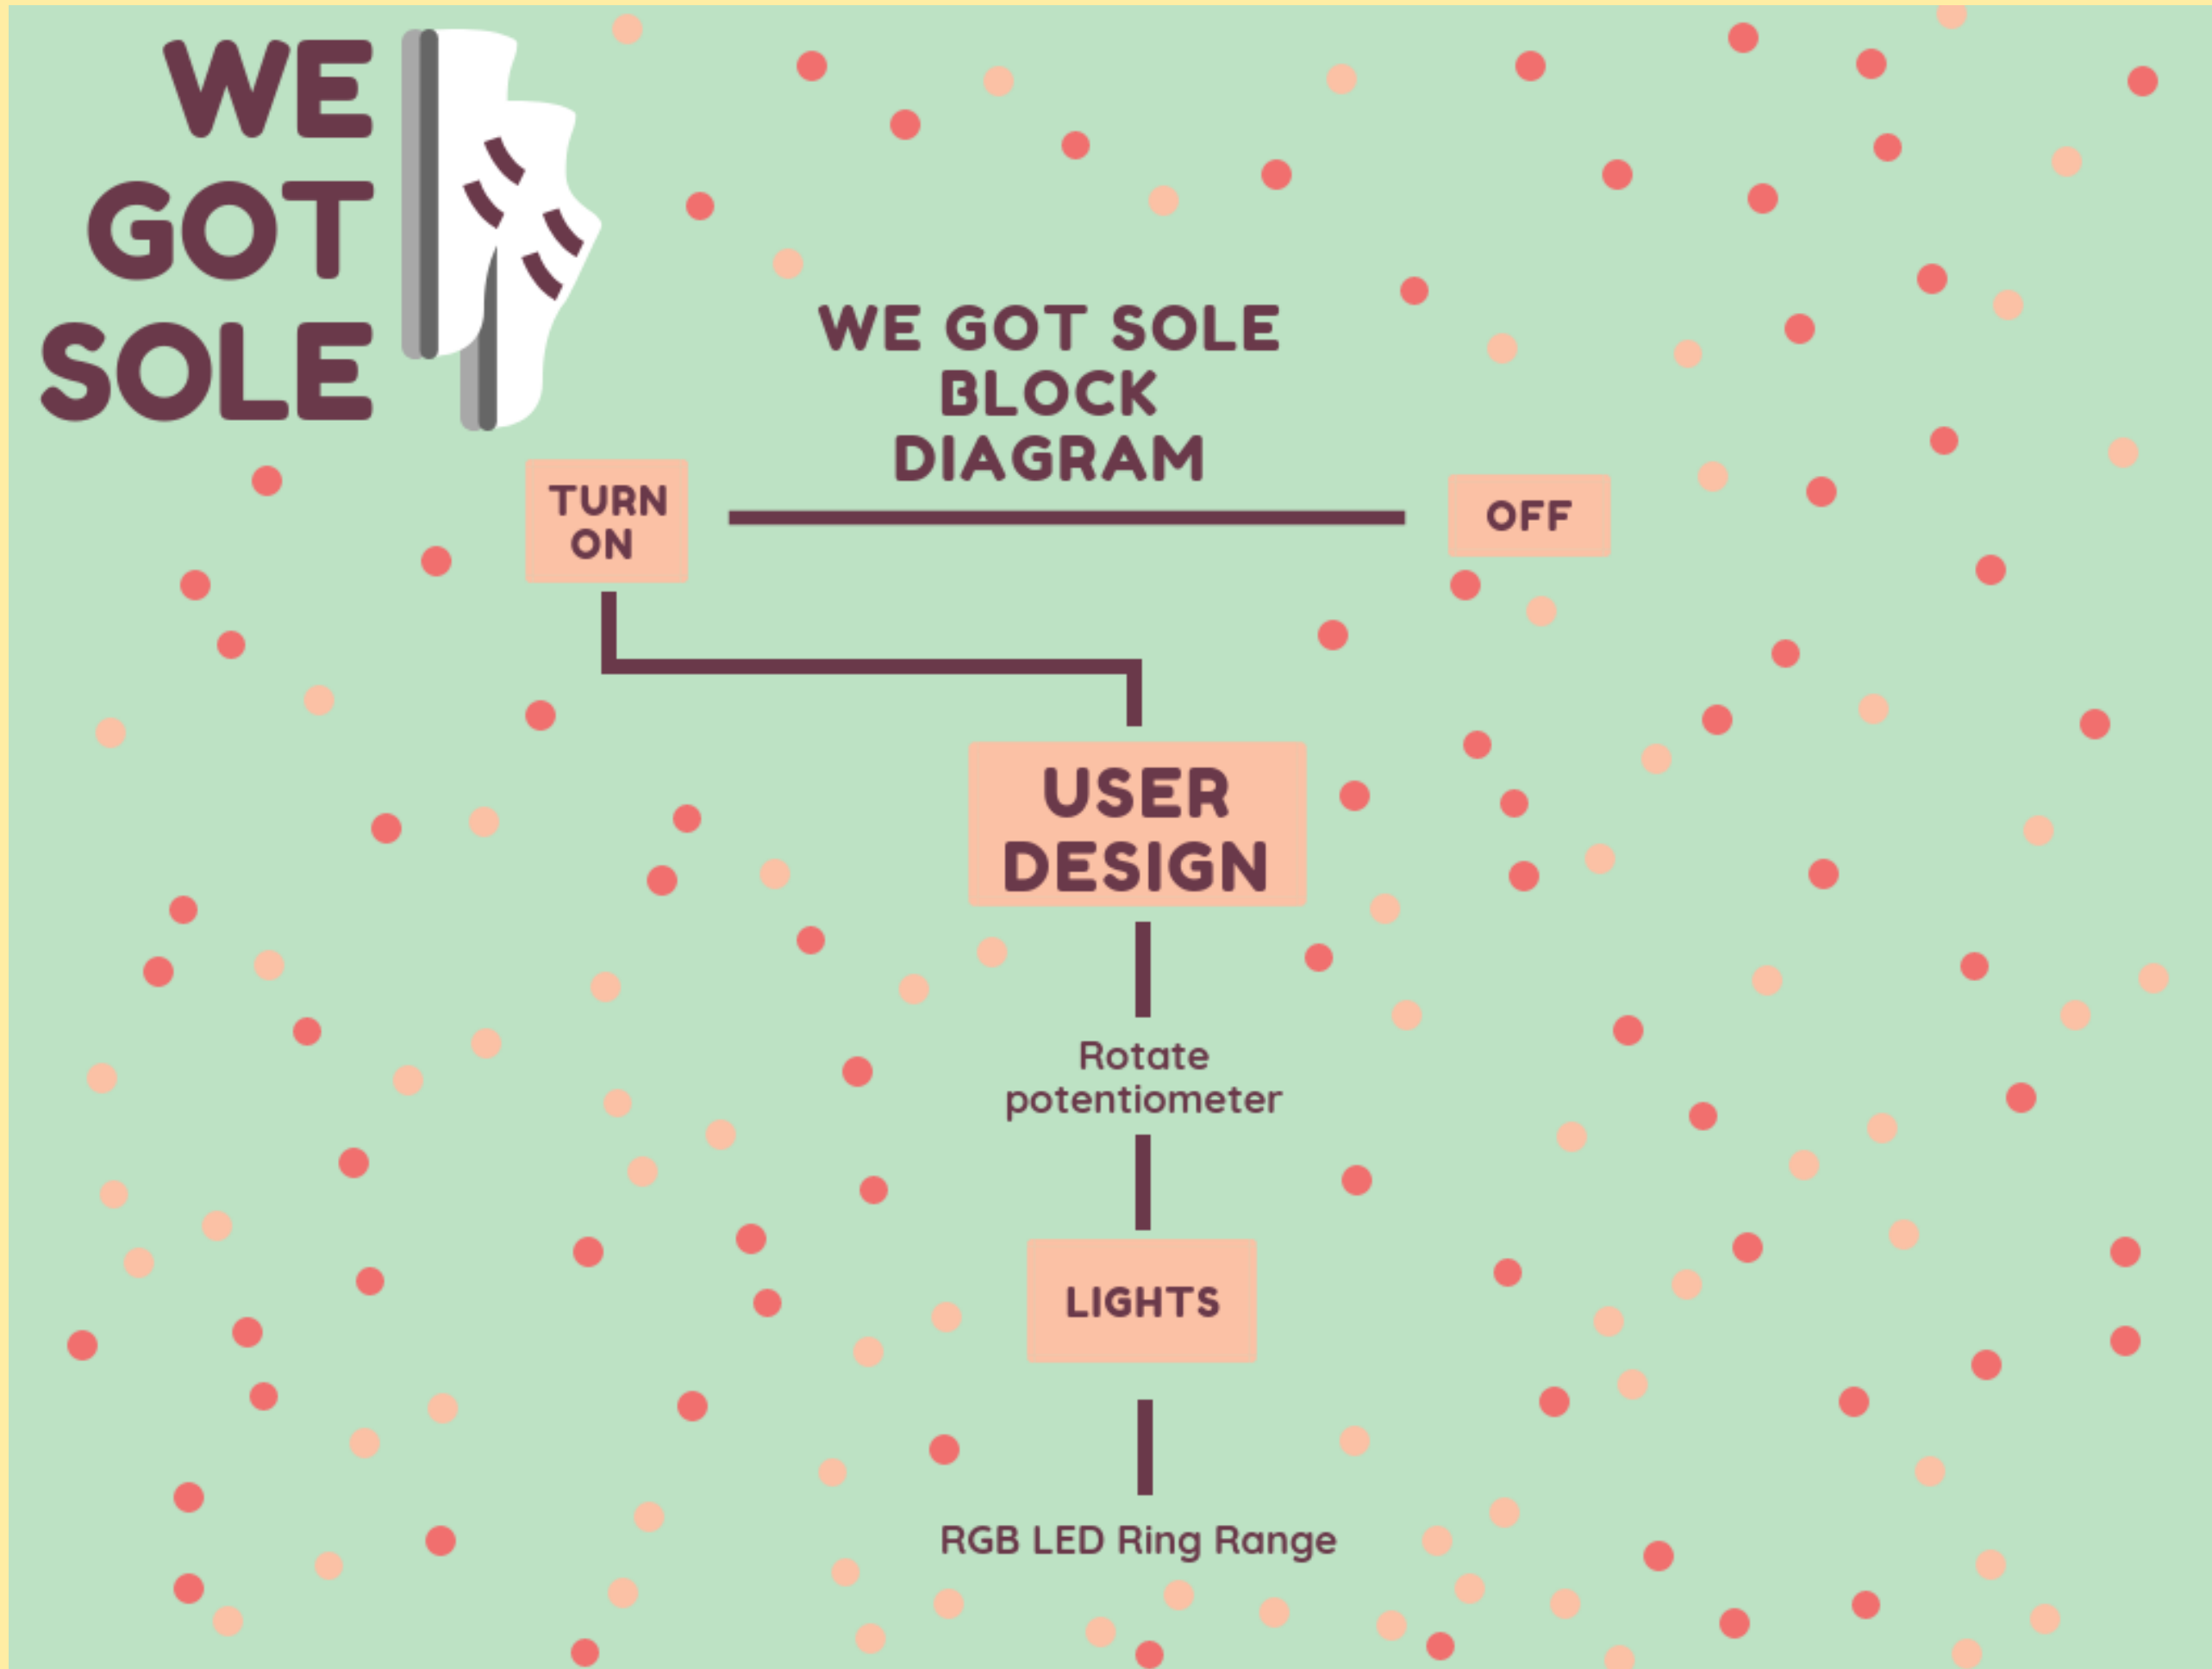 WE
GOT
SOLE
WE GOT SOLE
BLOCK
DIAGRAM
TURN
ON
OFF
USER
DESIGN
Rotate
potentiometer
LIGHTS
RGB LED Ring Range